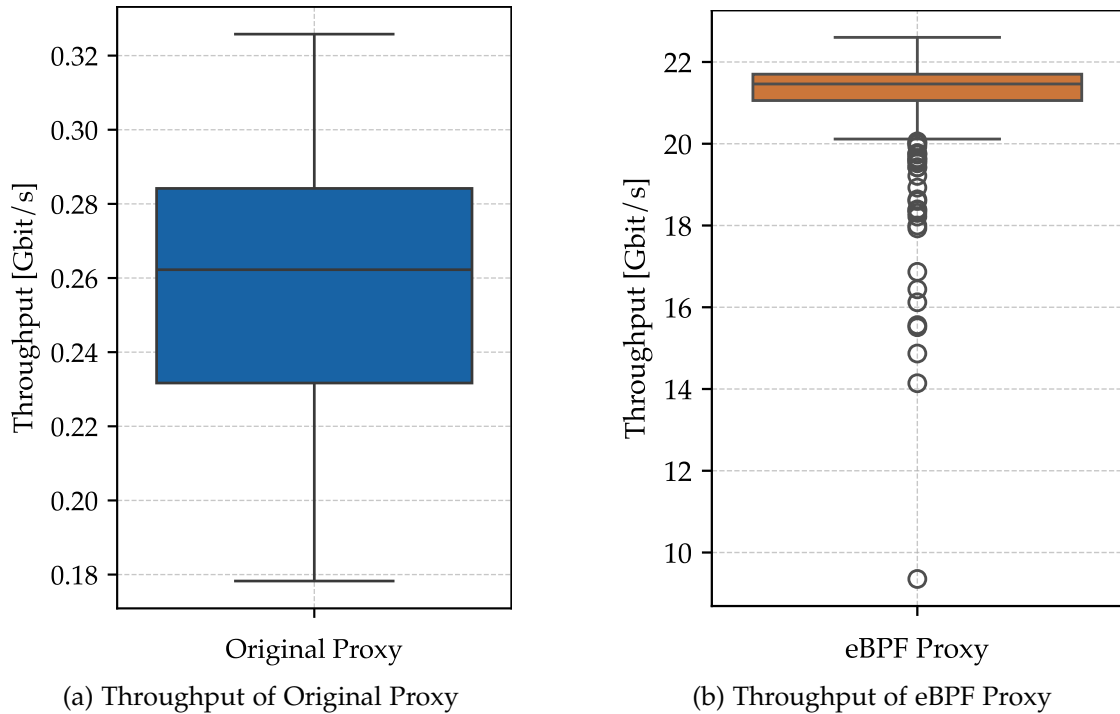 Throughput [Gbit/s]
0.32
0.30
0.28
0.26
0.24
0.22
0.20
0.18
Original Proxy
(a) Throughput of Original Proxy
Throughput [Gbit/s]
22
20
18
16
14
12
10
eBPF Proxy
(b) Throughput of eBPF Proxy